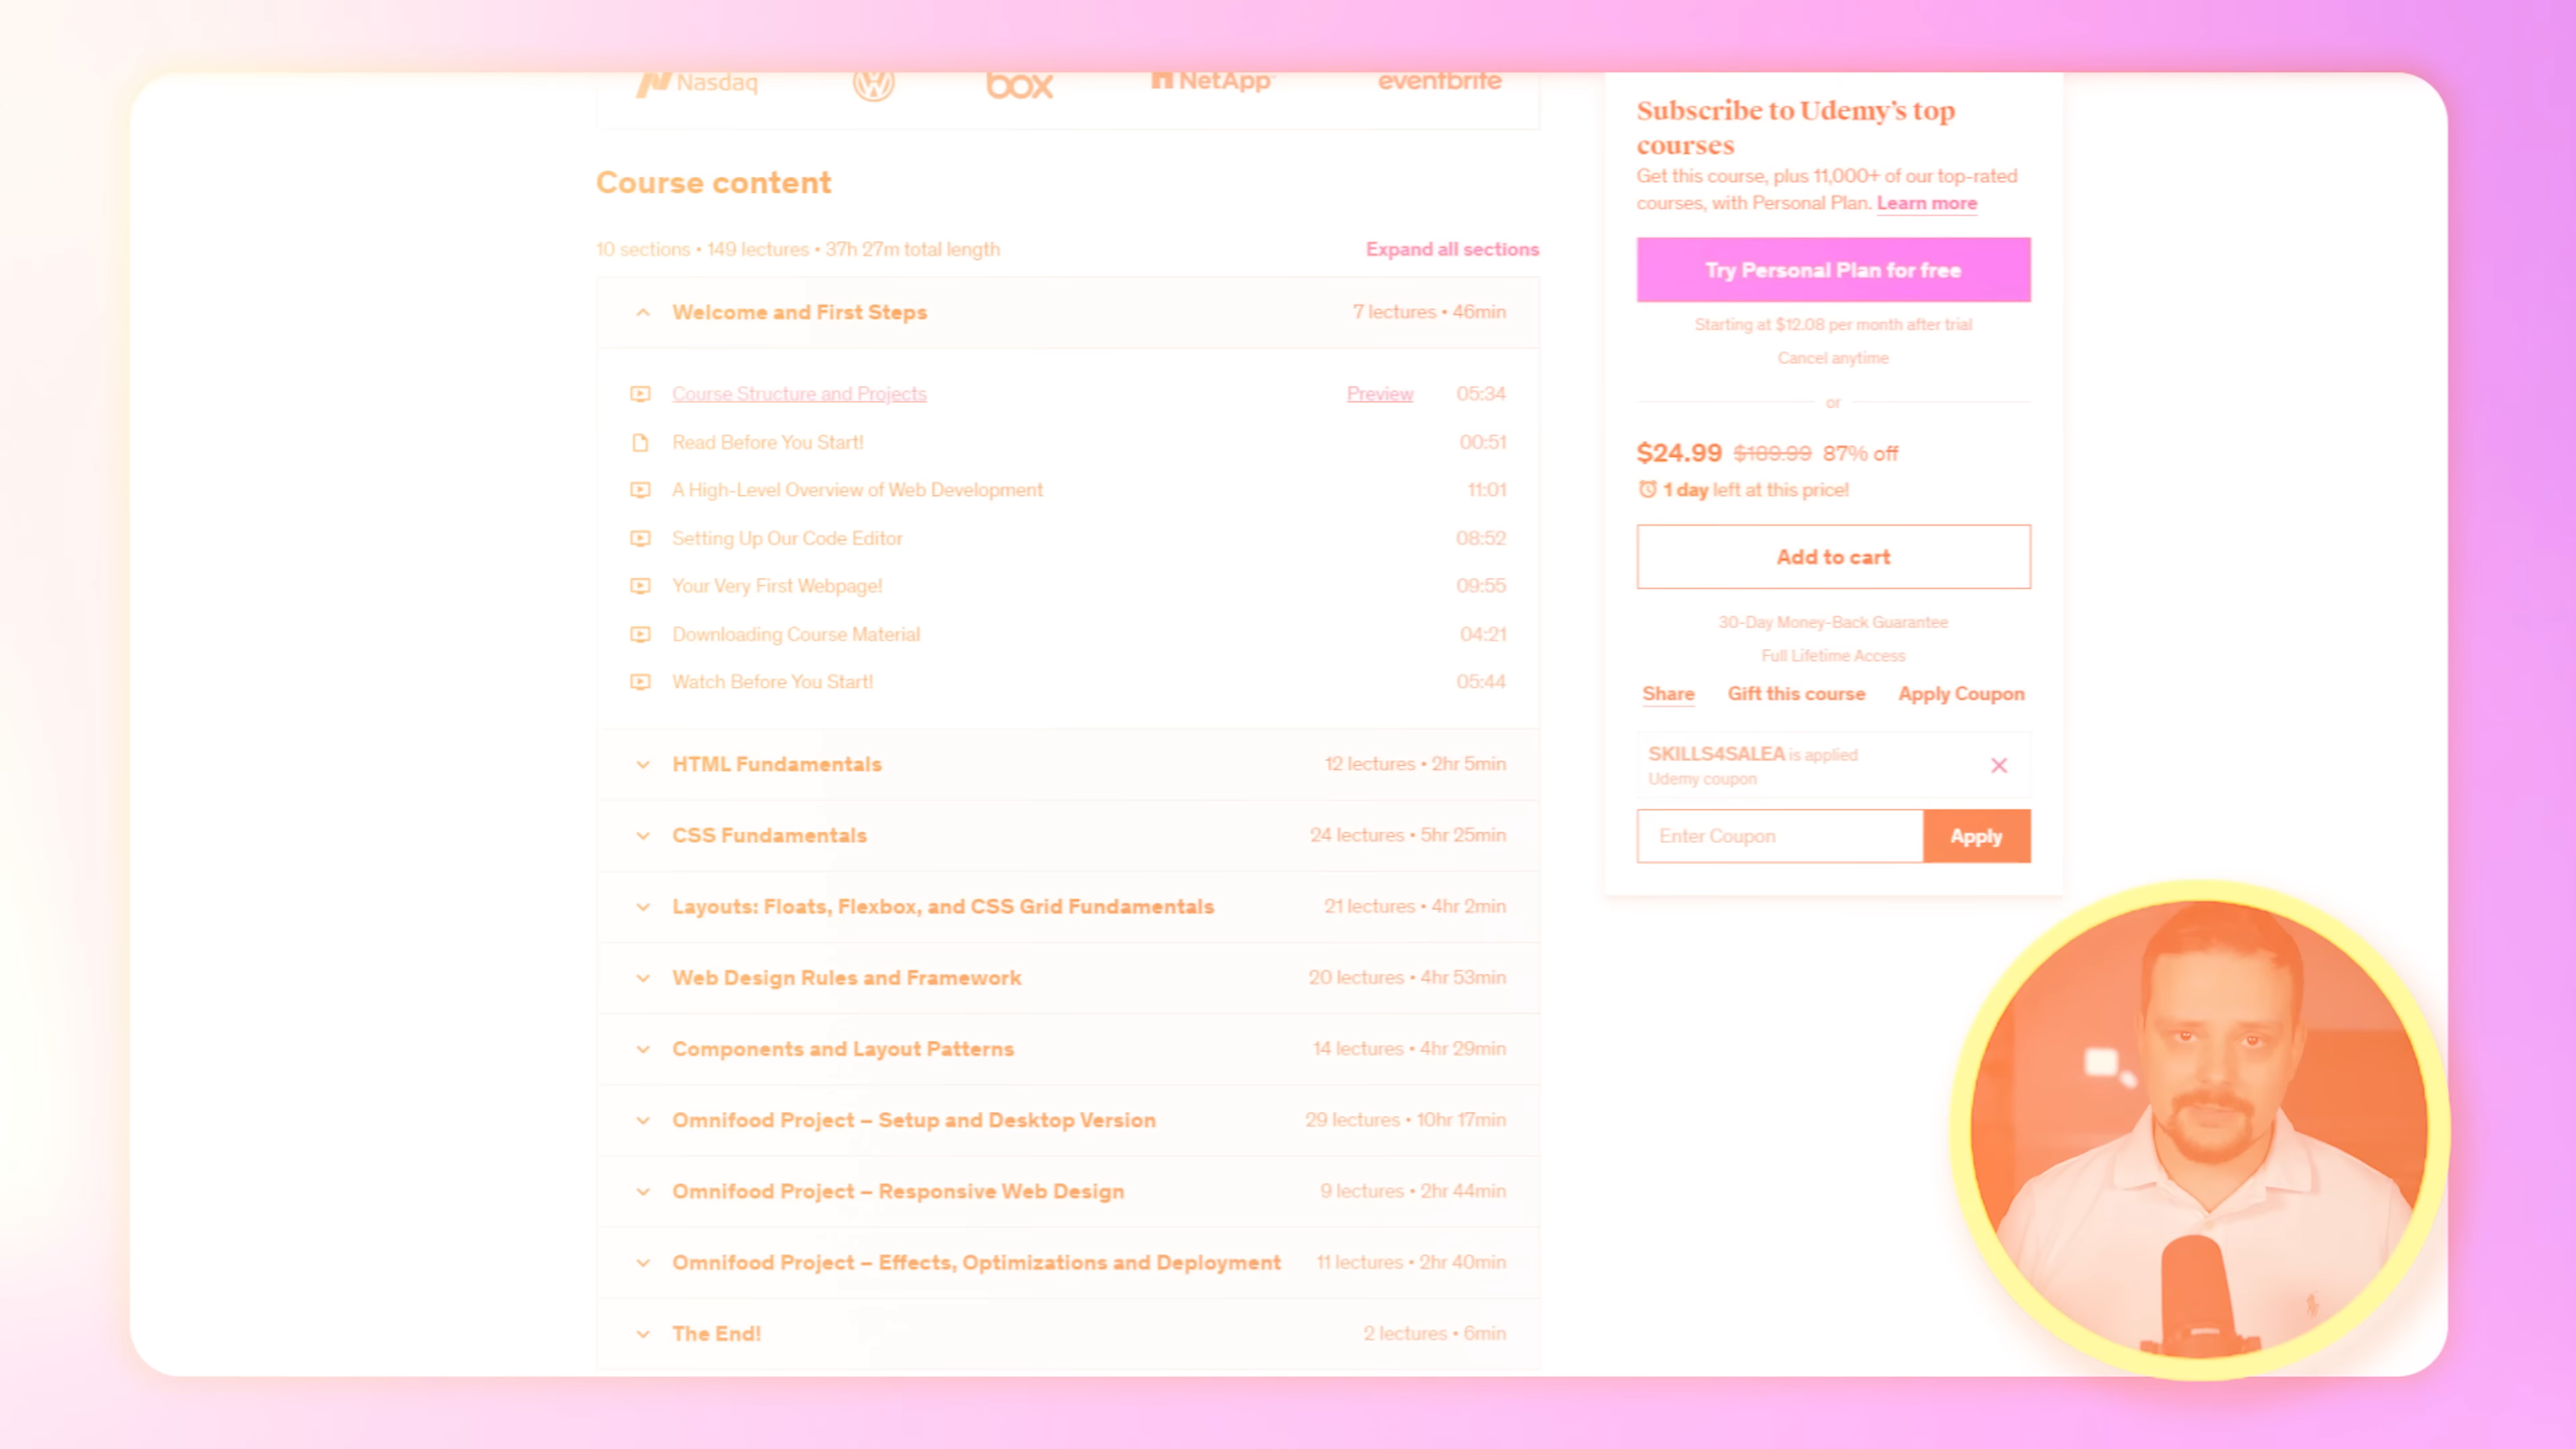 Nasdaq
box
NetApp
eventbrite
Course content
10 sections • 149 lectures • 37h 27m total length
Expand all sections
Welcome and First Steps
7 lectures • 46min
Course Structure and Projects
Preview
05:34
Read Before You Start!
00:51
A High-Level Overview of Web Development
11:01
Setting Up Our Code Editor
08:52
Your Very First Webpage!
09:55
Downloading Course Material
04:21
Watch Before You Start!
05:44
HTML Fundamentals
12 lectures • 2hr 5min
CSS Fundamentals
24 lectures • 5hr 25min
Layouts: Floats, Flexbox, and CSS Grid Fundamentals
21 lectures • 4hr 2min
Web Design Rules and Framework
20 lectures • 4hr 53min
Components and Layout Patterns
14 lectures • 4hr 29min
Omnifood Project – Setup and Desktop Version
29 lectures • 10hr 17min
Omnifood Project – Responsive Web Design
9 lectures • 2hr 44min
Omnifood Project – Effects, Optimizations and Deployment
11 lectures • 2hr 40min
The End!
2 lectures • 6min
Subscribe to Udemy's top
courses
Get this course, plus 11,000+ of our top-rated
courses, with Personal Plan. Learn more
Try Personal Plan for free
Starting at $12.08 per month after trial
Cancel anytime
or
$24.99 $189.99 87% off
1 day left at this price!
Add to cart
30-Day Money-Back Guarantee
Full Lifetime Access
Share
Gift this course
Apply Coupon
SKILLS4SALEA is applied
Udemy coupon
Enter Coupon
Apply